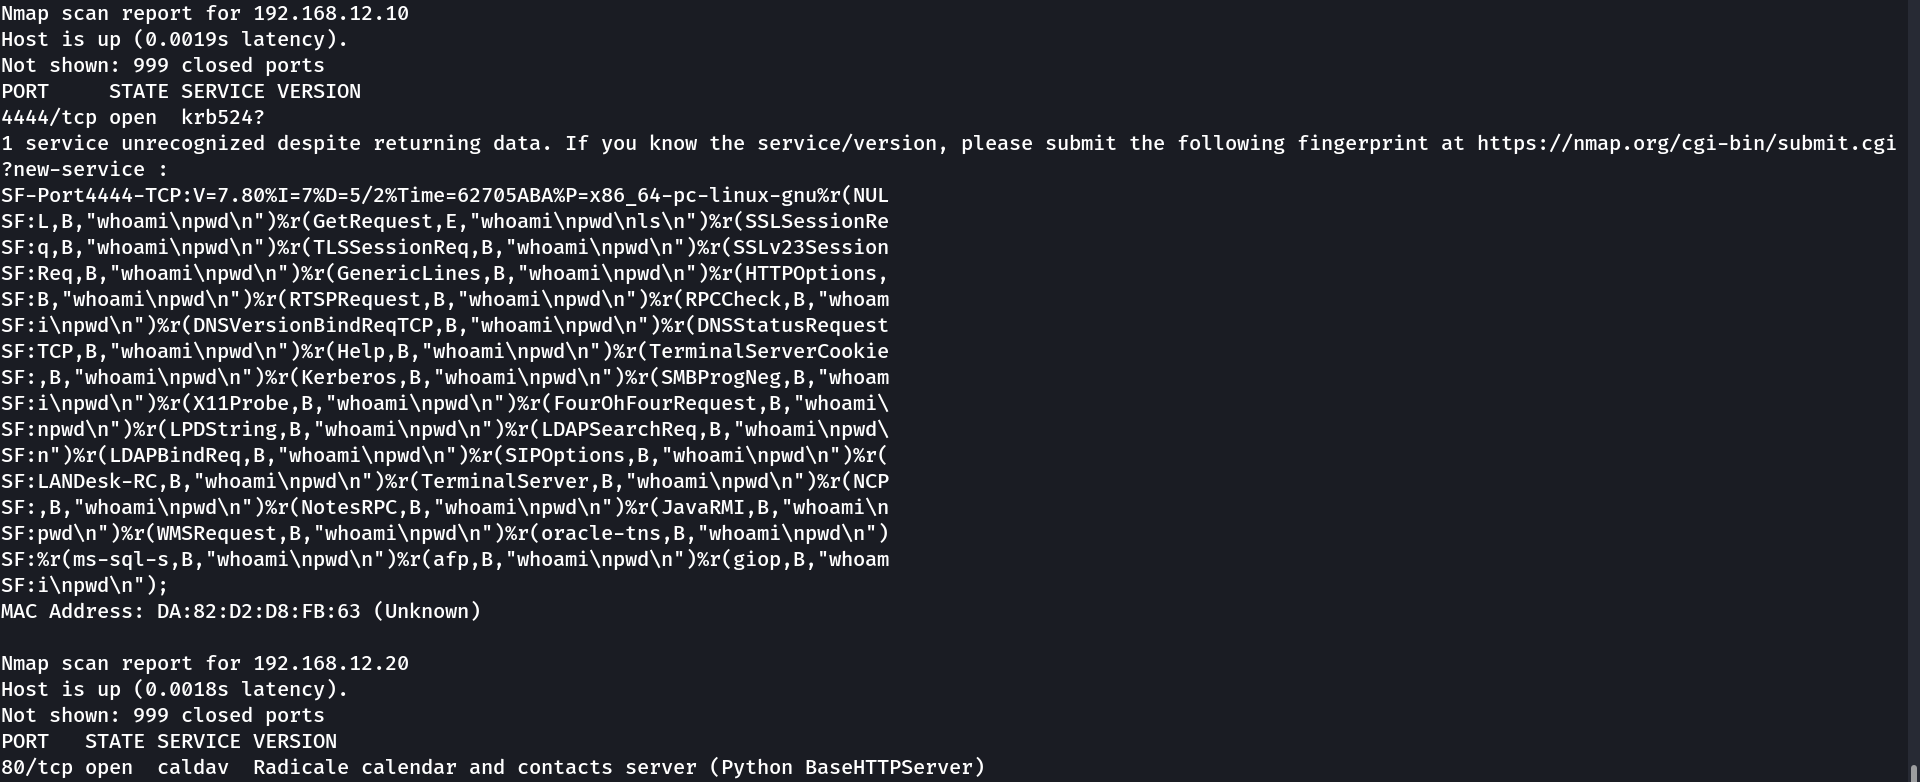 Nmap scan report for 192.168.12.10
Host is up (0.0019s latency).
Not shown: 999 closed ports
PORT     STATE SERVICE VERSION
4444/tcp open  krb524?
1 service unrecognized despite returning data. If you know the service/version, please submit the following fingerprint at https://nmap.org/cgi-bin/submit.cgi
?new-service :
SF-Port4444-TCP:V=7.80%I=7%D=5/2%Time=62705ABA%P=x86_64-pc-linux-gnu%r(NUL
SF:L,B,"whoami\npwd\n")%r(GetRequest,E,"whoami\npwd\nls\n")%r(SSLSessionRe
SF:q,B,"whoami\npwd\n")%r(TLSSessionReq,B,"whoami\npwd\n")%r(SSLv23Session
SF:Req,B,"whoami\npwd\n")%r(GenericLines,B,"whoami\npwd\n")%r(HTTPOptions,
SF:B,"whoami\npwd\n")%r(RTSPRequest,B,"whoami\npwd\n")%r(RPCCheck,B,"whoam
SF:i\npwd\n")%r(DNSVersionBindReqTCP,B,"whoami\npwd\n")%r(DNSStatusRequest
SF:TCP,B,"whoami\npwd\n")%r(Help,B,"whoami\npwd\n")%r(TerminalServerCookie
SF:,B,"whoami\npwd\n")%r(Kerberos,B,"whoami\npwd\n")%r(SMBProgNeg,B,"whoam
SF:i\npwd\n")%r(X11Probe,B,"whoami\npwd\n")%r(FourOhFourRequest,B,"whoami\
SF:npwd\n")%r(LPDString,B,"whoami\npwd\n")%r(LDAPSearchReq,B,"whoami\npwd\
SF:n")%r(LDAPBindReq,B,"whoami\npwd\n")%r(SIPOptions,B,"whoami\npwd\n")%r(
SF:LANDesk-RC,B,"whoami\npwd\n")%r(TerminalServer,B,"whoami\npwd\n")%r(NCP
SF:,B,"whoami\npwd\n")%r(NotesRPC,B,"whoami\npwd\n")%r(JavaRMI,B,"whoami\n
SF:pwd\n")%r(WMSRequest,B,"whoami\npwd\n")%r(oracle-tns,B,"whoami\npwd\n")
SF:%r(ms-sql-s,B,"whoami\npwd\n")%r(afp,B,"whoami\npwd\n")%r(giop,B,"whoam
SF:i\npwd\n");
MAC Address: DA:82:D2:D8:FB:63 (Unknown)

Nmap scan report for 192.168.12.20
Host is up (0.0018s latency).
Not shown: 999 closed ports
PORT   STATE SERVICE VERSION
80/tcp open  caldav  Radicale calendar and contacts server (Python BaseHTTPServer)